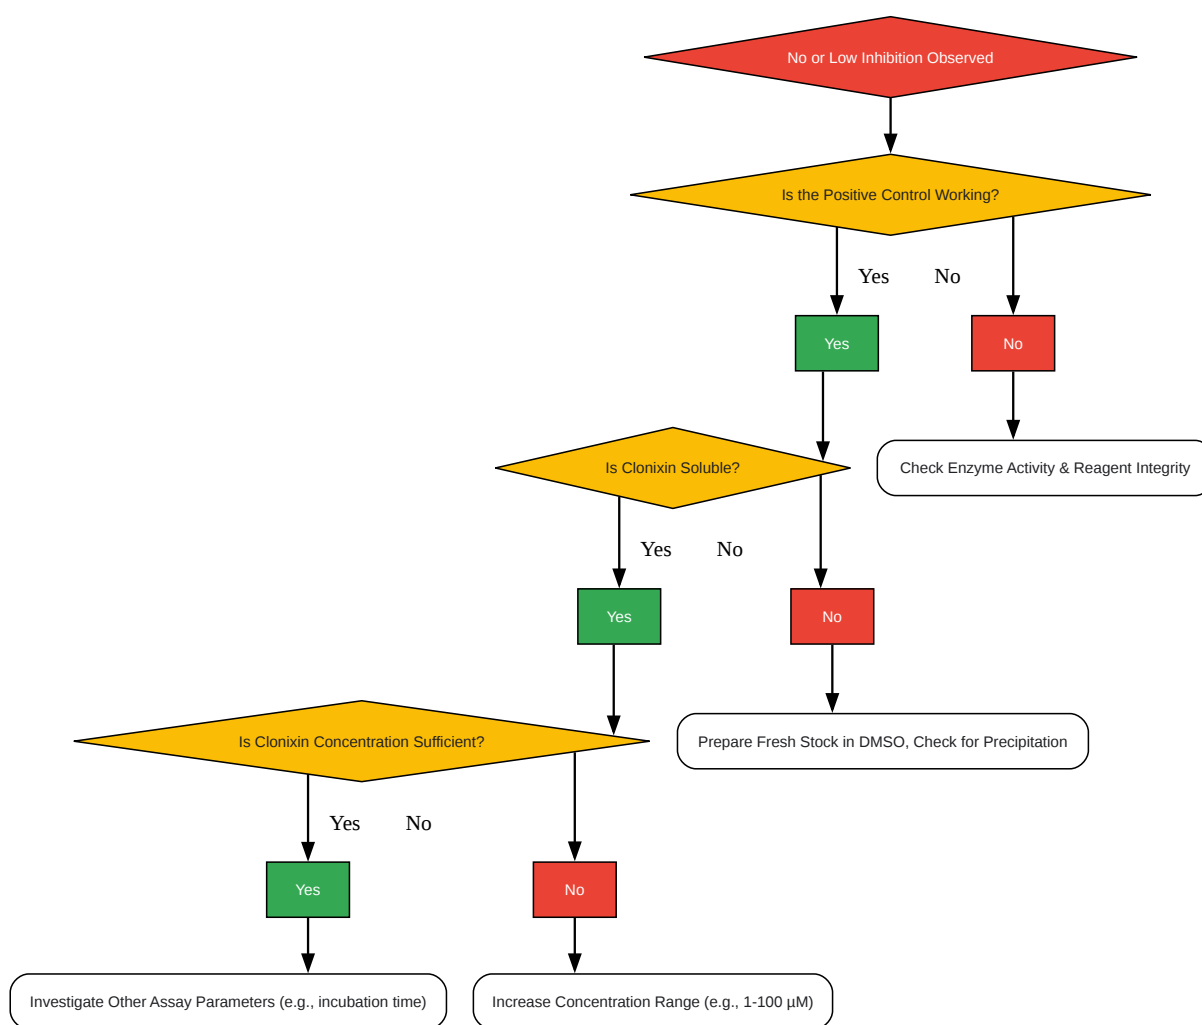 No or Low Inhibition Observed
Is the Positive Control Working?
Yes No
Yes No
Is Clonixin Soluble?
Check Enzyme Activity & Reagent Integrity
Yes No
Yes No
Is Clonixin Concentration Sufficient?
Prepare Fresh Stock in DMSO, Check for Precipitation
Yes No
Yes No
Investigate Other Assay Parameters (e.g., incubation time)
Increase Concentration Range (e.g., 1-100 µM)